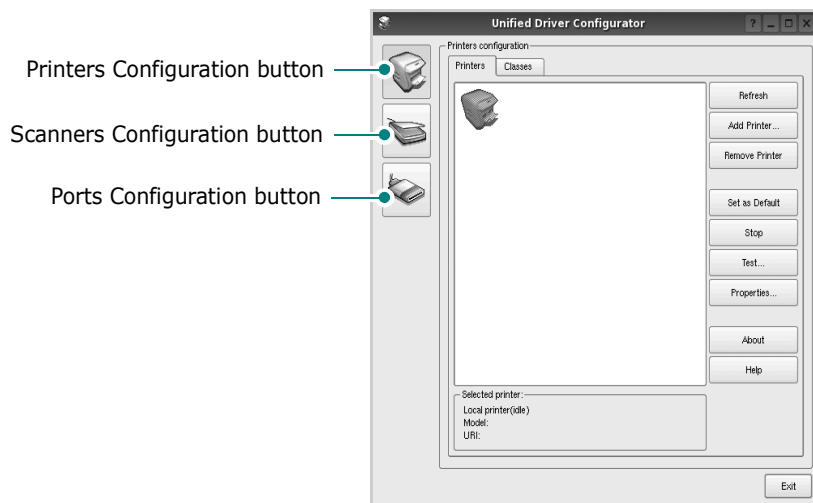 Unified Driver Configurator
Printers Configuration button
Scanners Configuration button
Ports Configuration button
Printers configuration
Printers
Classes
Refresh
Add Printer...
Remove Printer
Set as Default
Stop
Test...
Properties...
About
Help
Selected printer:
Local printer(idle)
Model:
URI:
Exit